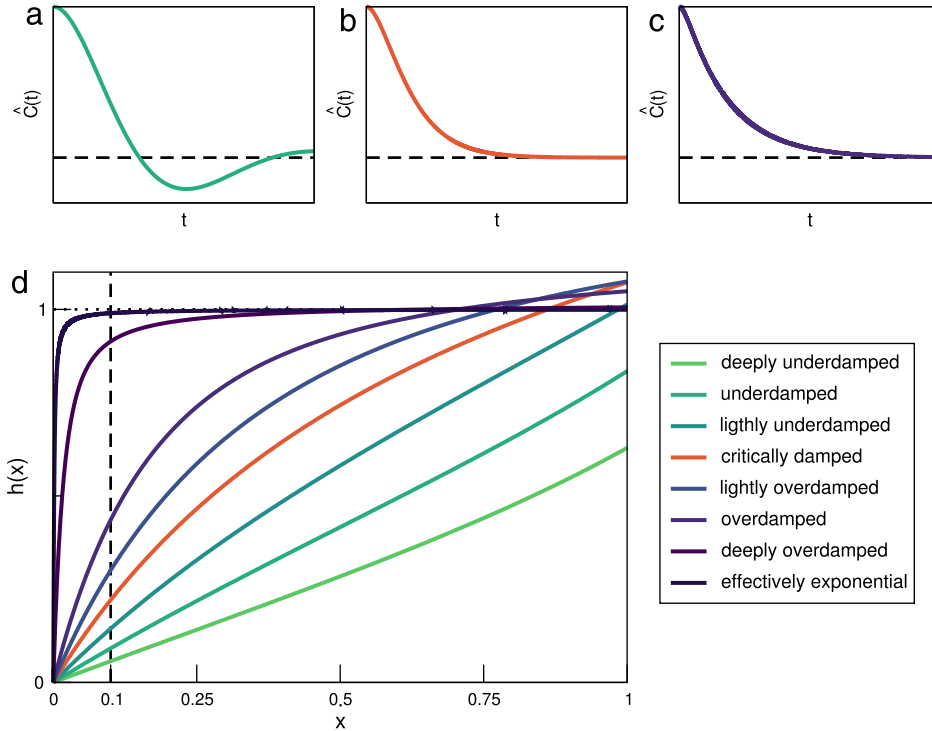 a
b
c
Ĉ(t)
Ĉ(t)
Ĉ(t)
t
t
t
d
1
h(x)
0
0
0.1
0.25
0.5
0.75
1
x
deeply underdamped
underdamped
ligthly underdamped
critically damped
lightly overdamped
overdamped
deeply overdamped
effectively exponential